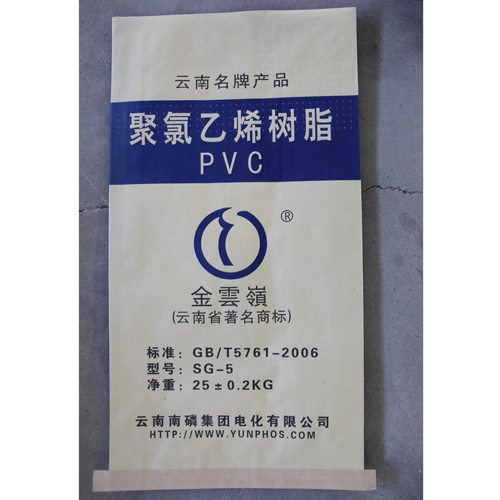 云南名牌产品
聚氯乙烯树脂
PVC
®
金雲嶺
(云南省著名商标)
标准：GB/T5761-2006
型号：SG-5
净重：25±0.2KG
云南南磷集团电化有限公司
HTTP://WWW.YUNPHOS.COM